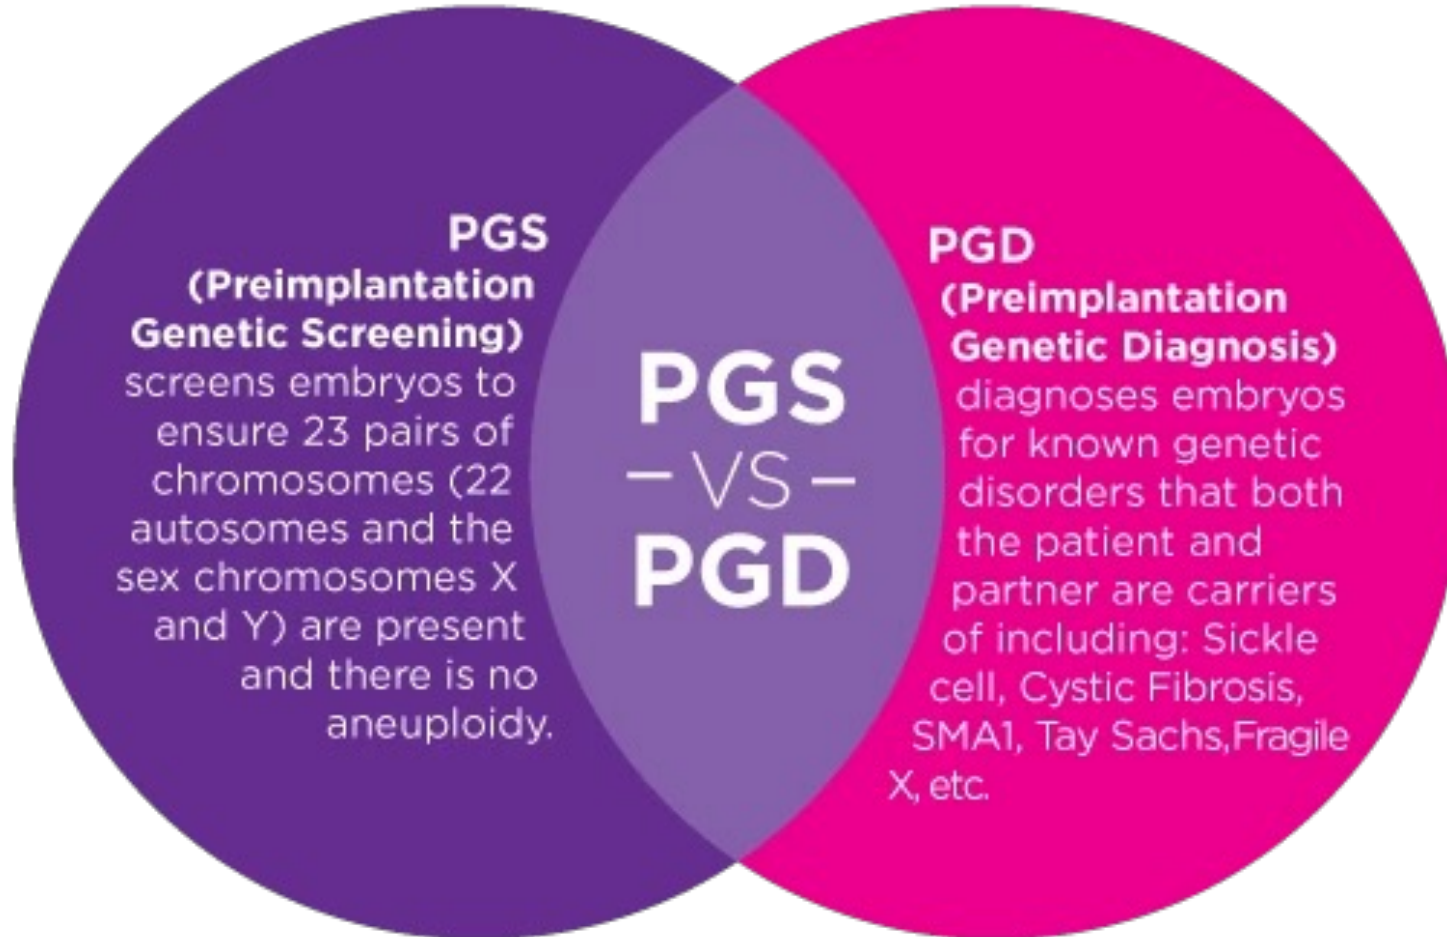 PGS
(Preimplantation
Genetic Screening)
screens embryos to
ensure 23 pairs of
chromosomes (22
autosomes and the
sex chromosomes X
and Y) are present
and there is no
aneuploidy.
PGS
– VS –
PGD
PGD
(Preimplantation
Genetic Diagnosis)
diagnoses embryos
for known genetic
disorders that both
the patient and
partner are carriers
of including: Sickle
cell, Cystic Fibrosis,
SMA1, Tay Sachs,Fragile
X, etc.